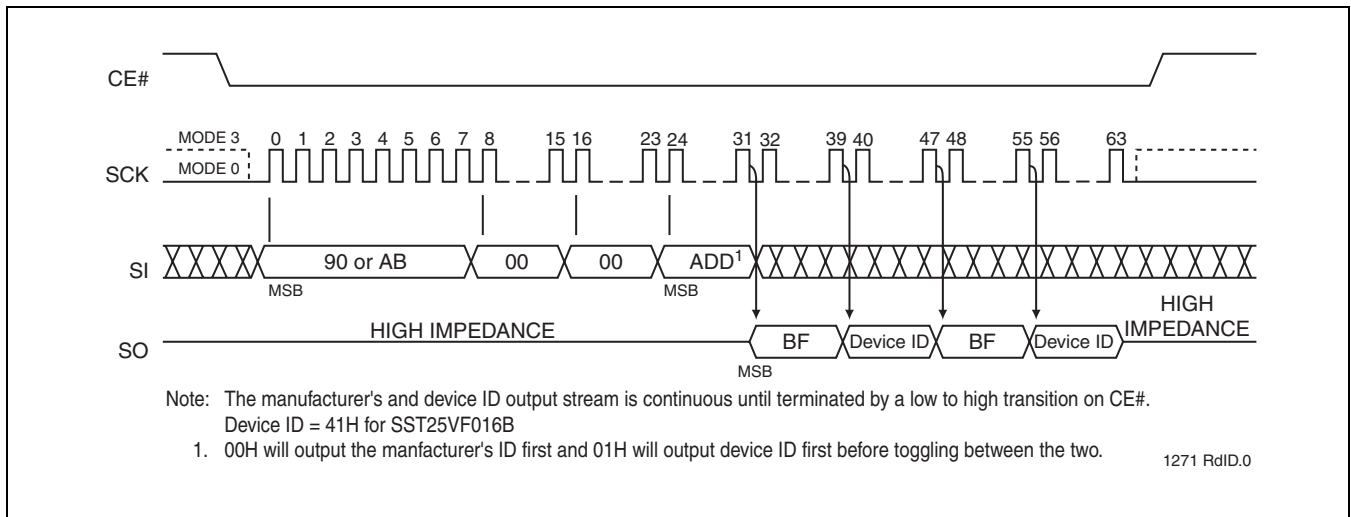 CE#
MODE 3 0 1 2 3 4 5 6 7 8 15 16 23 24 31 32 39 40 47 48 55 56 63
SCK MODE 0
SI 90 or AB 00 00 ADD1
MSB MSB
HIGH IMPEDANCE HIGH IMPEDANCE
SO BF Device ID BF Device ID
MSB
Note: The manufacturer's and device ID output stream is continuous until terminated by a low to high transition on CE#.
Device ID = 41H for SST25VF016B
1. 00H will output the manfacturer's ID first and 01H will output device ID first before toggling between the two.
1271 RdID.0